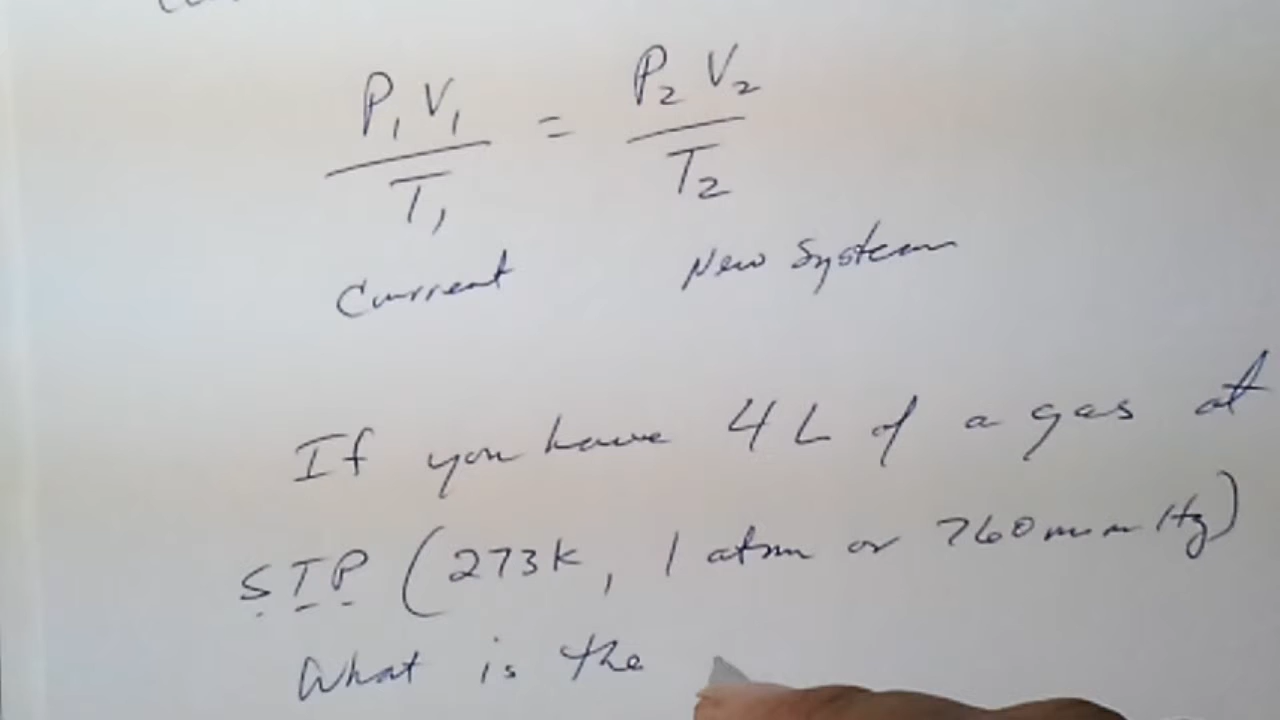 P₁ V₁ / T₁ = P₂ V₂ / T₂
Current New System
If you have 4 L of a gas at
STP (273K, 1 atm or 760 mm Hg)
What is the